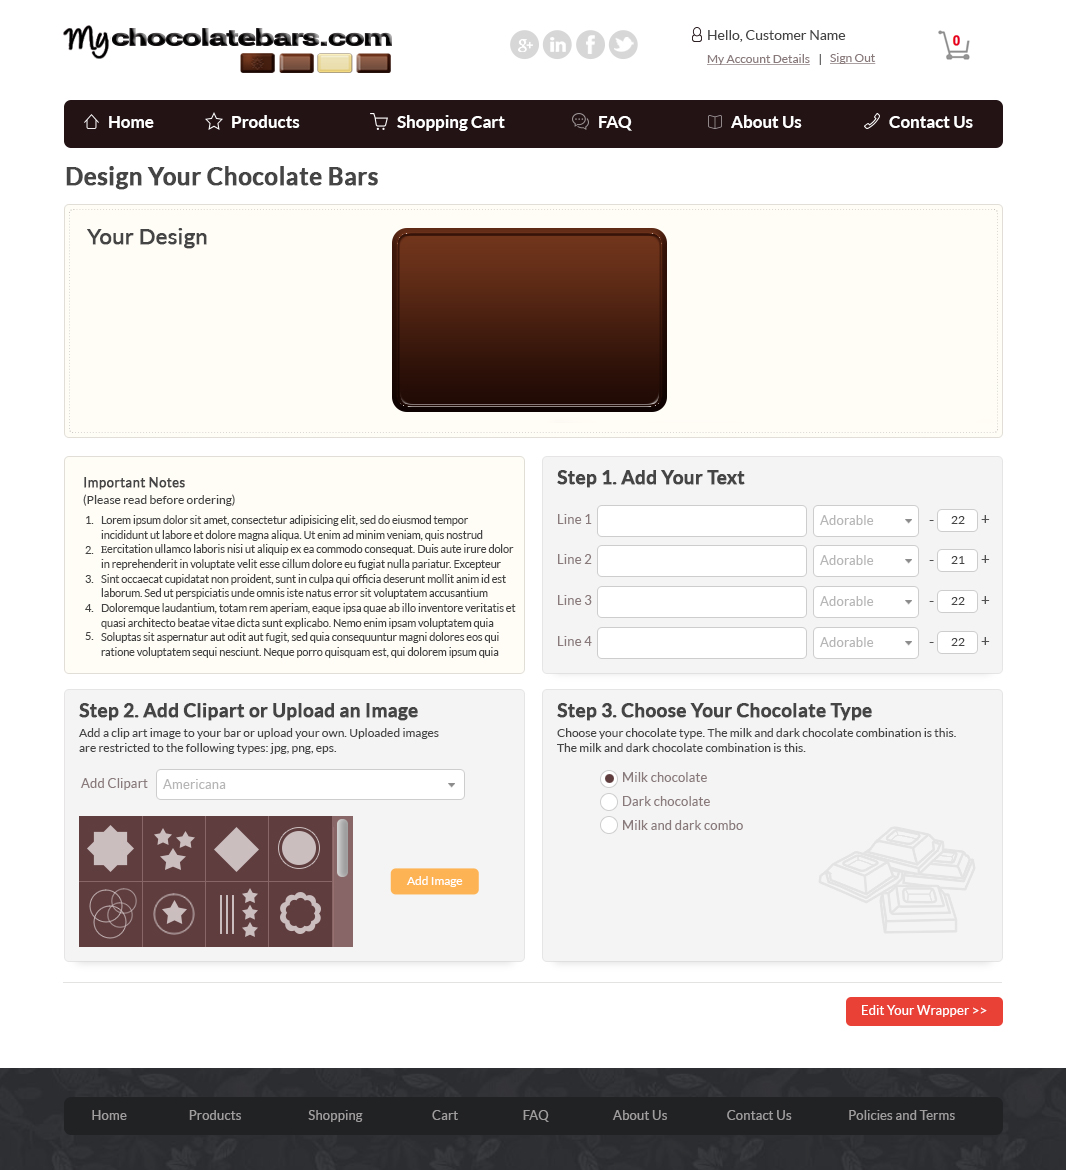 Mychocolatebars.com
g+ in f
Hello, Customer Name
My Account Details | Sign Out
0
Home Products Shopping Cart FAQ About Us Contact Us
Design Your Chocolate Bars
Your Design
Important Notes
(Please read before ordering)
1. Lorem ipsum dolor sit amet, consectetur adipisicing elit, sed do eiusmod tempor
incididunt ut labore et dolore magna aliqua. Ut enim ad minim veniam, quis nostrud
2. Eercitation ullamco laboris nisi ut aliquip ex ea commodo consequat. Duis aute irure dolor
in reprehenderit in voluptate velit esse cillum dolore eu fugiat nulla pariatur. Excepteur
3. Sint occaecat cupidatat non proident, sunt in culpa qui officia deserunt mollit anim id est
laborum. Sed ut perspiciatis unde omnis iste natus error sit voluptatem accusantium
4. Doloremque laudantium, totam rem aperiam, eaque ipsa quae ab illo inventore veritatis et
quasi architecto beatae vitae dicta sunt explicabo. Nemo enim ipsam voluptatem quia
5. Soluptas sit aspernatur aut odit aut fugit, sed quia consequuntur magni dolores eos qui
ratione voluptatem sequi nesciunt. Neque porro quisquam est, qui dolorem ipsum quia
Step 1. Add Your Text
Line 1 Adorable - 22 +
Line 2 Adorable - 21 +
Line 3 Adorable - 22 +
Line 4 Adorable - 22 +
Step 2. Add Clipart or Upload an Image
Add a clip art image to your bar or upload your own. Uploaded images
are restricted to the following types: jpg, png, eps.
Add Clipart Americana
Add Image
Step 3. Choose Your Chocolate Type
Choose your chocolate type. The milk and dark chocolate combination is this.
The milk and dark chocolate combination is this.
Milk chocolate
Dark chocolate
Milk and dark combo
Edit Your Wrapper >>
Home Products Shopping Cart FAQ About Us Contact Us Policies and Terms